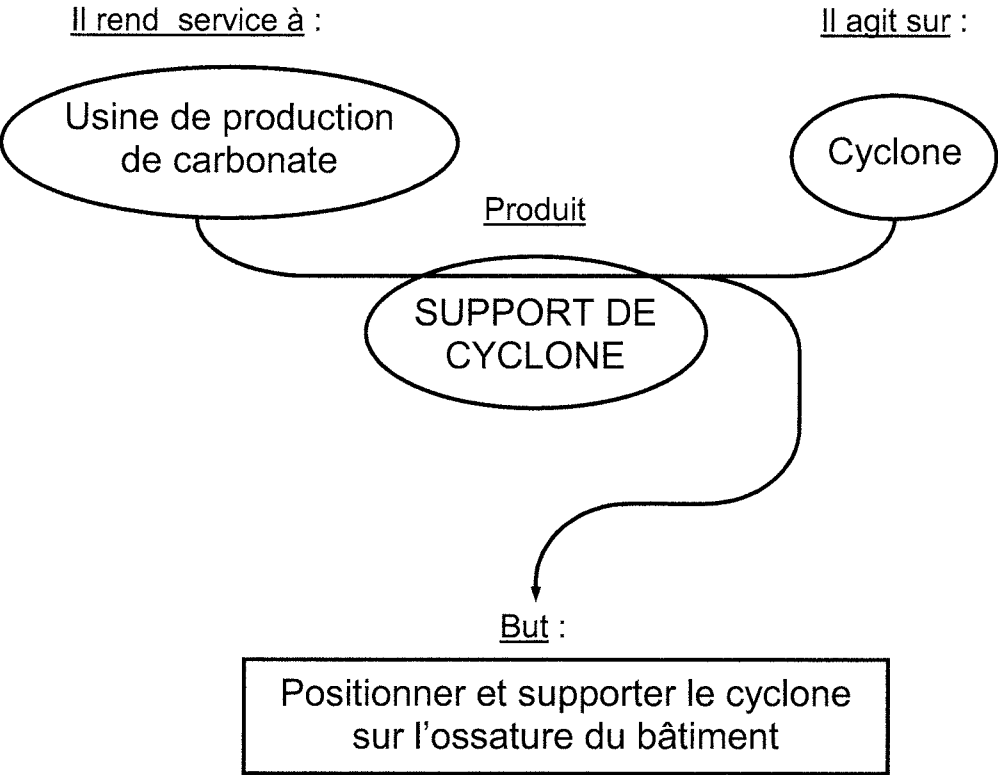 Il rend service à :
Il agit sur :
Usine de production
de carbonate
Cyclone
Produit
SUPPORT DE
CYCLONE
But :
Positionner et supporter le cyclone
sur l'ossature du bâtiment